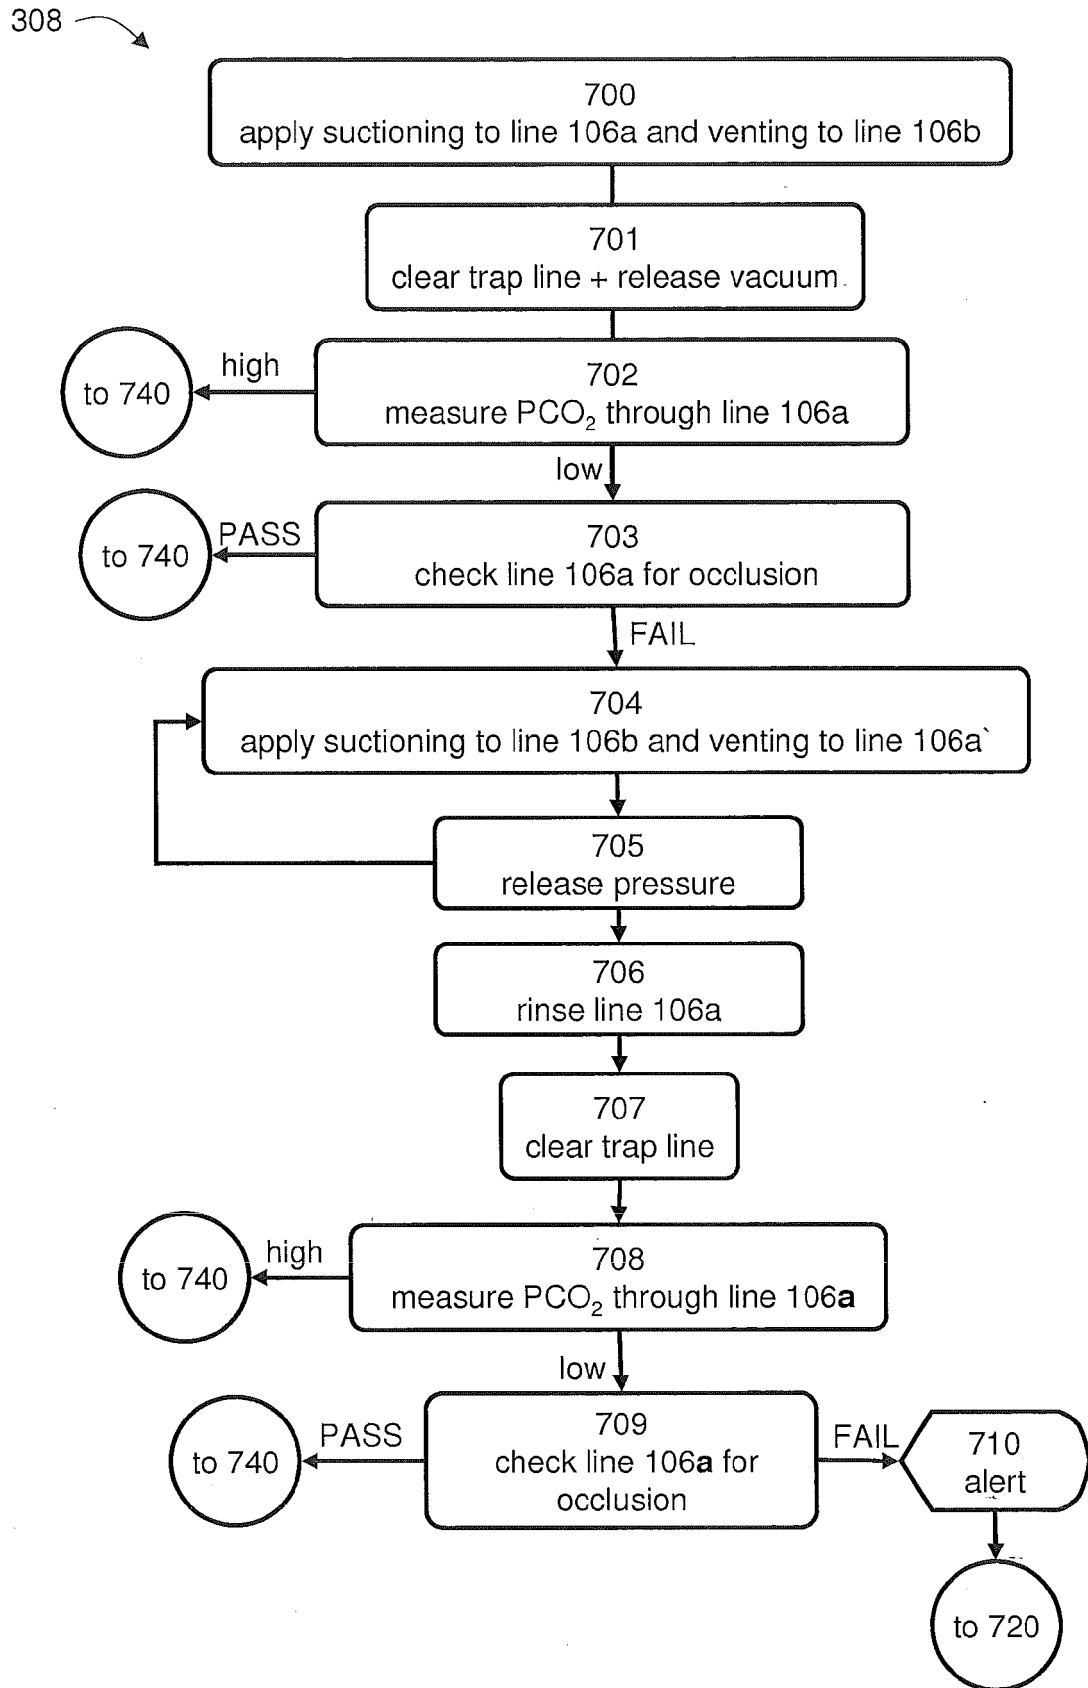 308
700
apply suctioning to line 106a and venting to line 106b
701
clear trap line + release vacuum
high
to 740
702
measure PCO₂ through line 106a
low
PASS
to 740
703
check line 106a for occlusion
FAIL
704
apply suctioning to line 106b and venting to line 106a`
705
release pressure
706
rinse line 106a
707
clear trap line
high
to 740
708
measure PCO₂ through line 106a
low
PASS
to 740
709
check line 106a for
occlusion
FAIL
710
alert
to 720